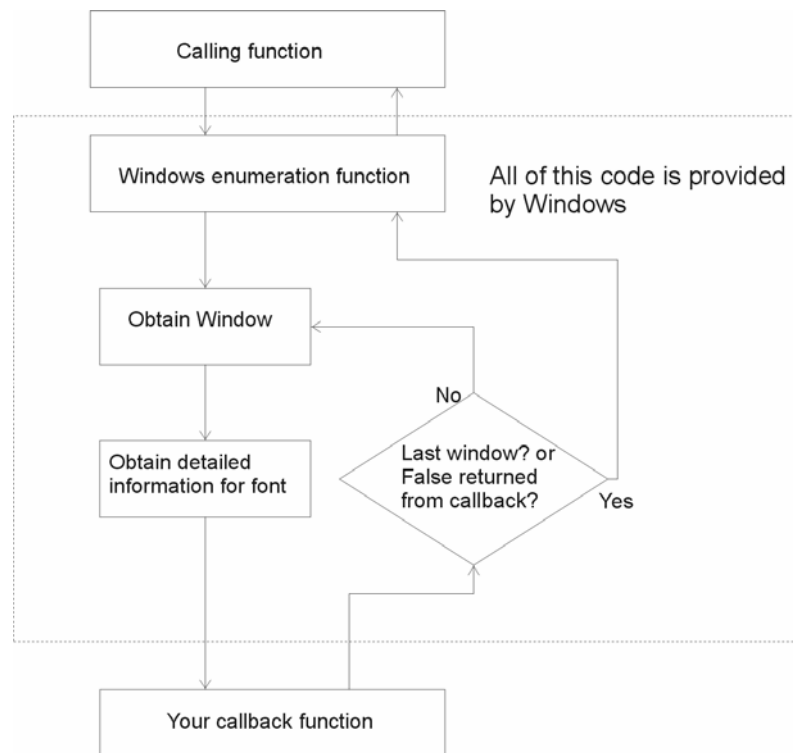 Calling function
Windows enumeration function
All of this code is provided
by Windows
Obtain Window
No
Obtain detailed
information for font
Last window? or
False returned
from callback?
Yes
Your callback function